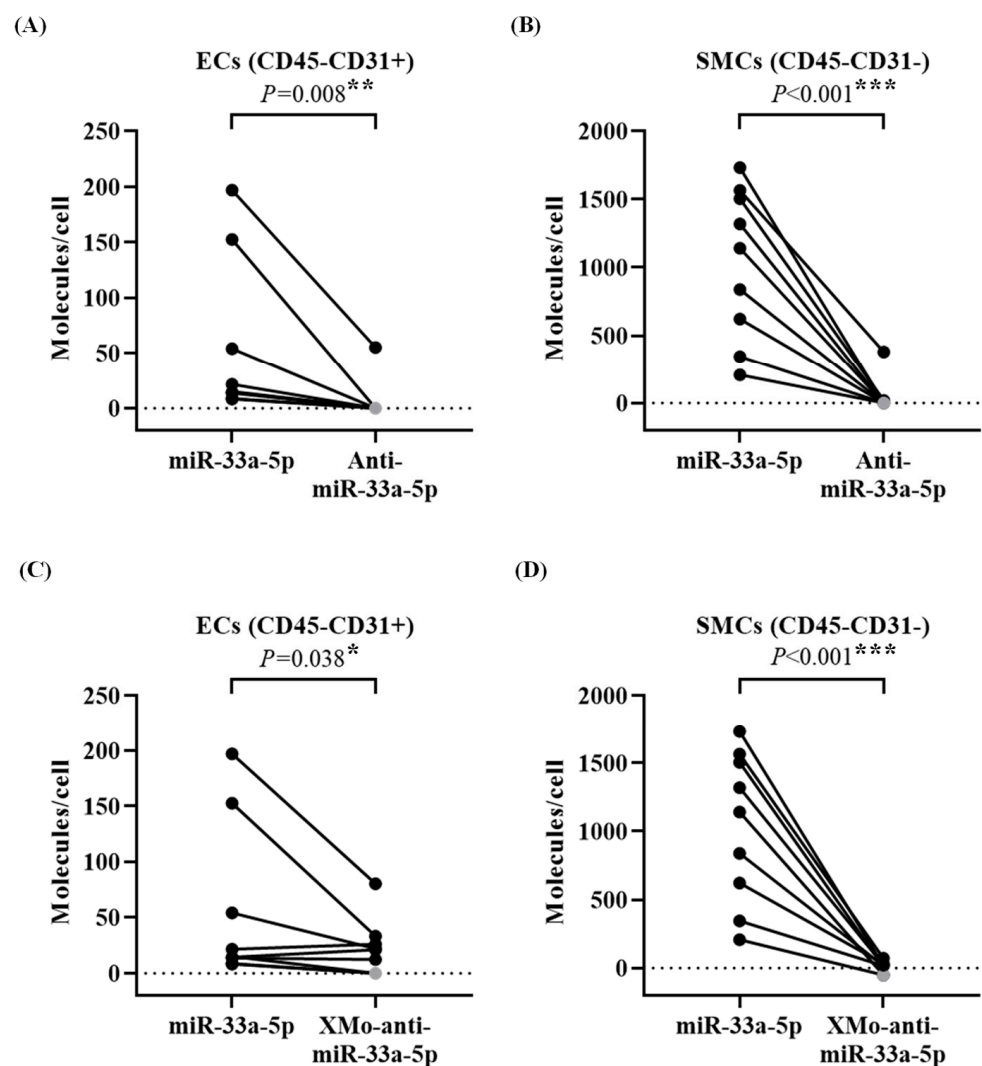 (A)
ECs (CD45-CD31+)
P=0.008**
250
200
150
100
50
0
Molecules/cell
miR-33a-5p
Anti-
miR-33a-5p
(B)
SMCs (CD45-CD31-)
P<0.001***
2000
1500
1000
500
0
Molecules/cell
miR-33a-5p
Anti-
miR-33a-5p
(C)
ECs (CD45-CD31+)
P=0.038*
250
200
150
100
50
0
Molecules/cell
miR-33a-5p
XMo-anti-
miR-33a-5p
(D)
SMCs (CD45-CD31-)
P<0.001***
2000
1500
1000
500
0
Molecules/cell
miR-33a-5p
XMo-anti-
miR-33a-5p